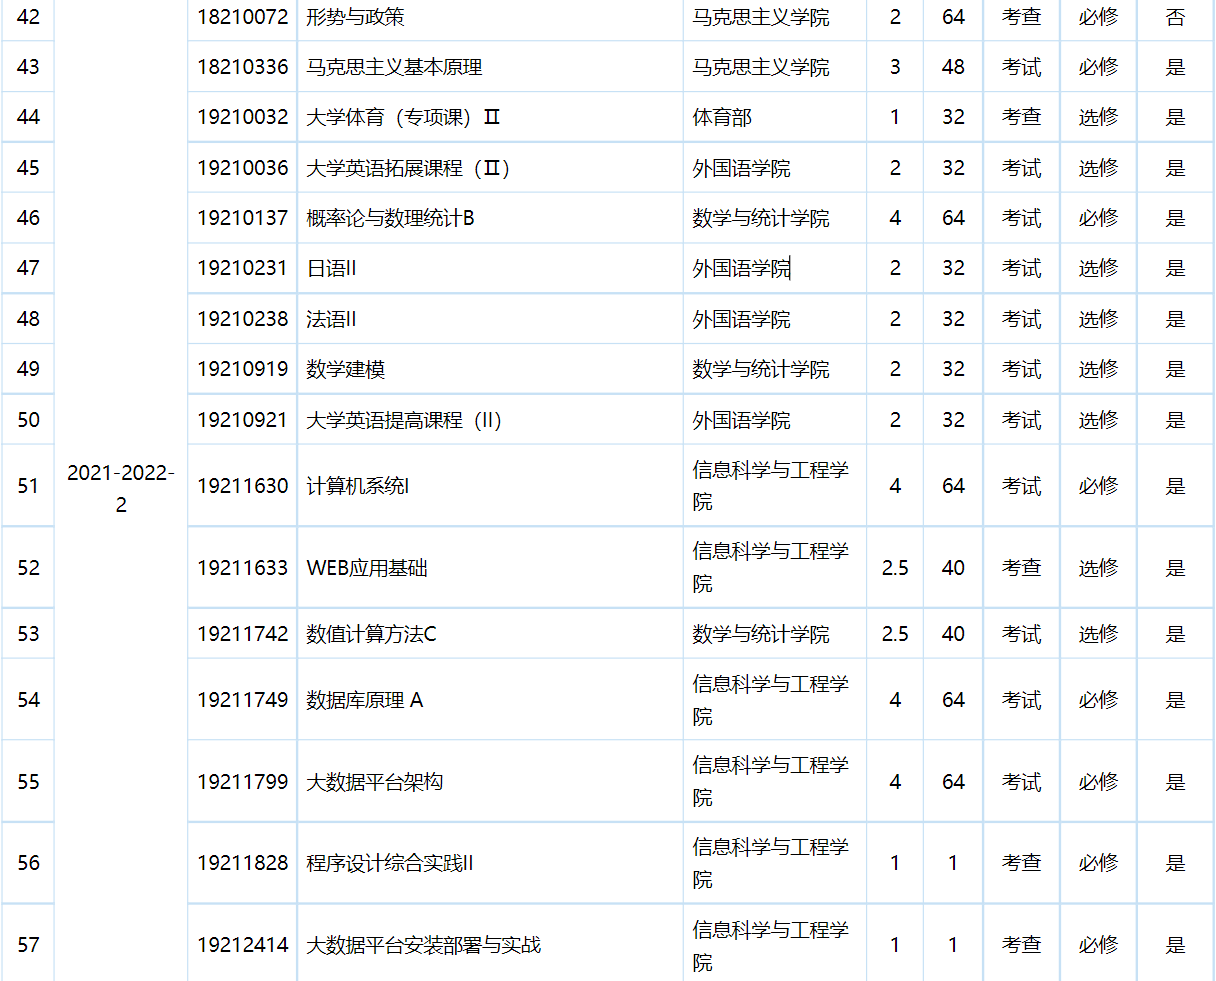 42 18210072 形势与政策 马克思主义学院 2 64 考查 必修 否
43 18210336 马克思主义基本原理 马克思主义学院 3 48 考试 必修 是
44 19210032 大学体育（专项课）Ⅱ 体育部 1 32 考查 选修 是
45 19210036 大学英语拓展课程（Ⅱ） 外国语学院 2 32 考试 选修 是
46 19210137 概率论与数理统计B 数学与统计学院 4 64 考试 必修 是
47 19210231 日语II 外国语学院 2 32 考试 选修 是
48 19210238 法语II 外国语学院 2 32 考试 选修 是
49 19210919 数学建模 数学与统计学院 2 32 考试 选修 是
50 19210921 大学英语提高课程（II） 外国语学院 2 32 考试 选修 是
2021-2022-
2
51 19211630 计算机系统I 信息科学与工程学
院 4 64 考试 必修 是
52 19211633 WEB应用基础 信息科学与工程学
院 2.5 40 考查 选修 是
53 19211742 数值计算方法C 数学与统计学院 2.5 40 考试 选修 是
54 19211749 数据库原理 A 信息科学与工程学
院 4 64 考试 必修 是
55 19211799 大数据平台架构 信息科学与工程学
院 4 64 考试 必修 是
56 19211828 程序设计综合实践II 信息科学与工程学
院 1 1 考查 必修 是
57 19212414 大数据平台安装部署与实战 信息科学与工程学
院 1 1 考查 必修 是